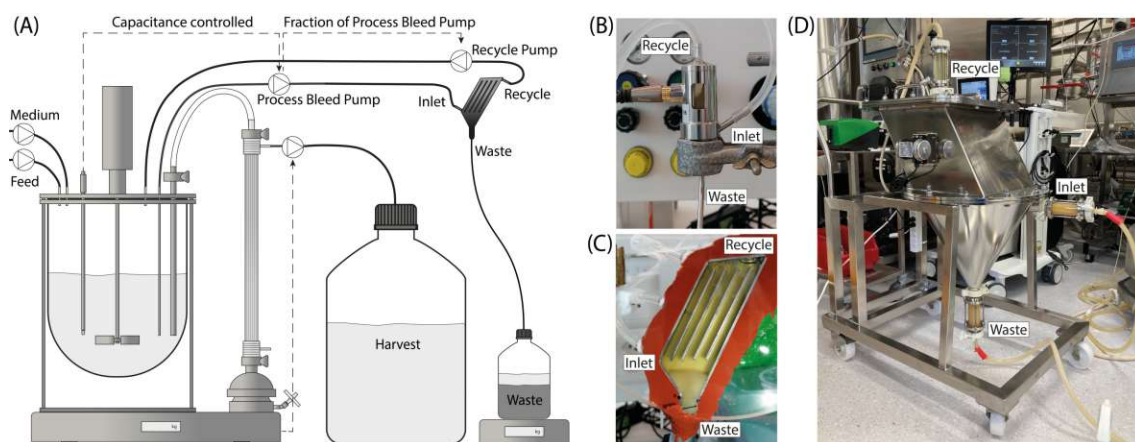 (A)
Capacitance controlled
Fraction of Process Bleed Pump
Recycle Pump
Inlet
Recycle
Process Bleed Pump
Medium
Waste
Feed
Harvest
Waste
kg
kg
(B)
Recycle
Inlet
Waste
(C)
Recycle
Inlet
Waste
(D)
Recycle
Inlet
Waste